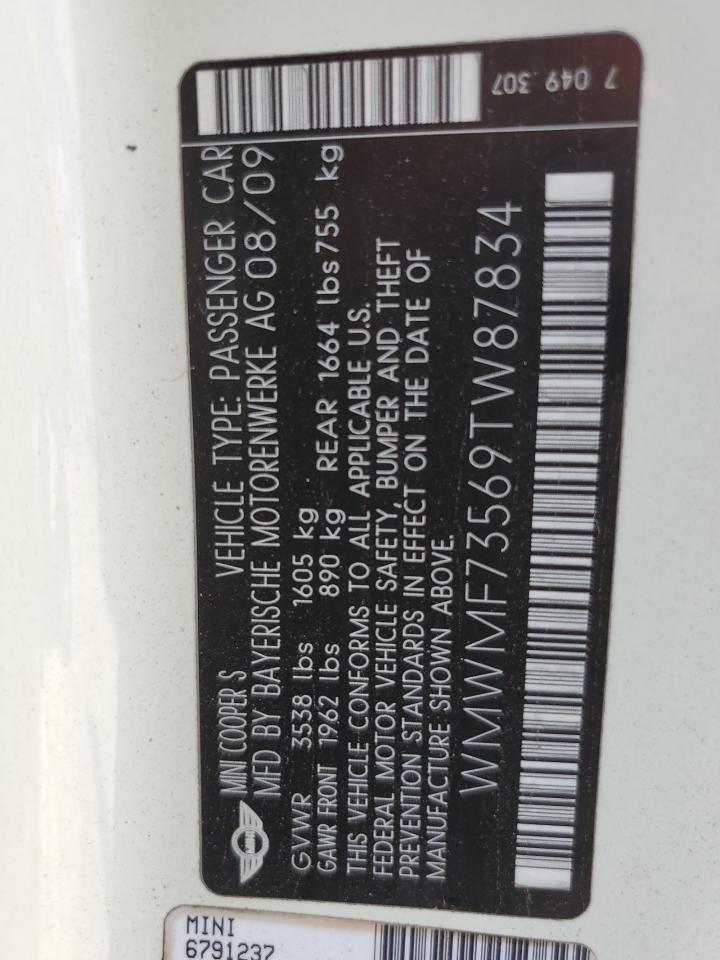 MINI COOPER S VEHICLE TYPE: PASSENGER CAR
MFD BY BAYERISCHE MOTORENWERKE AG 08/09
GVWR 3538 lbs 1605 kg
GAWR FRONT 1962 lbs 890 kg REAR 1664 lbs 755 kg
THIS VEHICLE CONFORMS TO ALL APPLICABLE U.S.
FEDERAL MOTOR VEHICLE SAFETY, BUMPER AND THEFT
PREVENTION STANDARDS IN EFFECT ON THE DATE OF
MANUFACTURE SHOWN ABOVE.
WMWMF73569TW87834
7 049 307
MINI
6791237